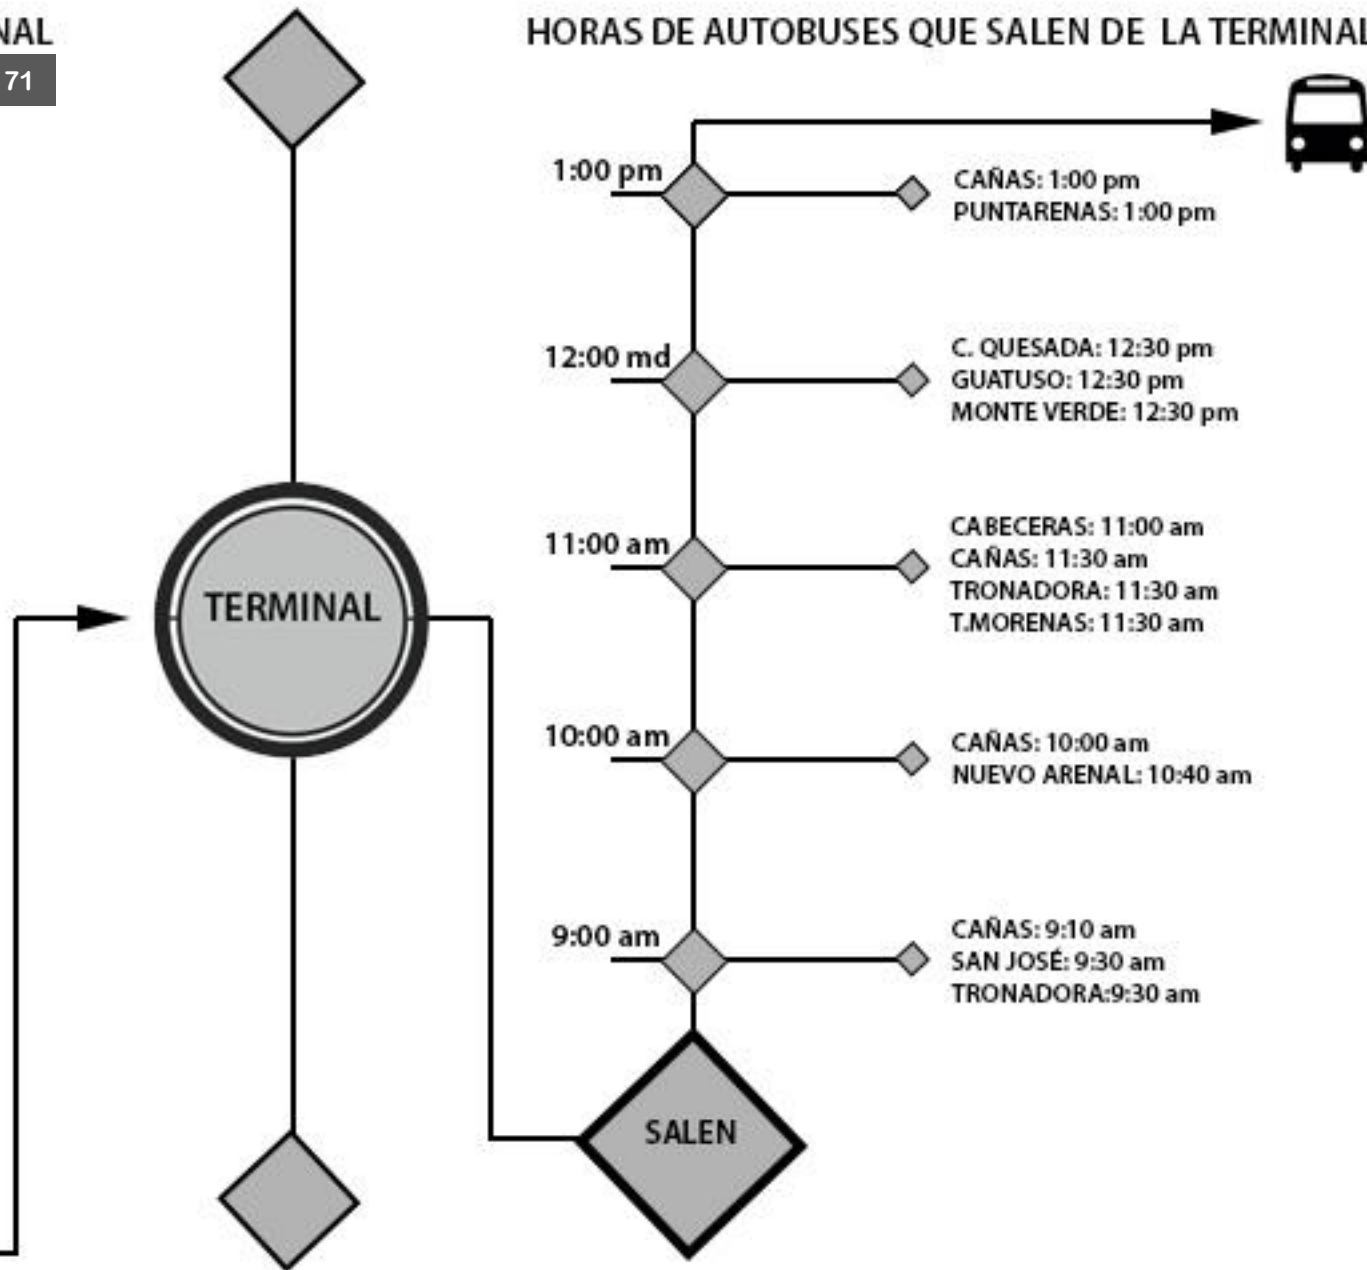 NAL
71
HORAS DE AUTOBUSES QUE SALEN DE LA TERMINAL
1:00 pm
CAÑAS: 1:00 pm
PUNTARENAS: 1:00 pm
12:00 md
C. QUESADA: 12:30 pm
GUATUSO: 12:30 pm
MONTE VERDE: 12:30 pm
11:00 am
CABECERAS: 11:00 am
CAÑAS: 11:30 am
TRONADORA: 11:30 am
T.MORENAS: 11:30 am
TERMINAL
10:00 am
CAÑAS: 10:00 am
NUEVO ARENAL: 10:40 am
9:00 am
CAÑAS: 9:10 am
SAN JOSÉ: 9:30 am
TRONADORA:9:30 am
SALEN